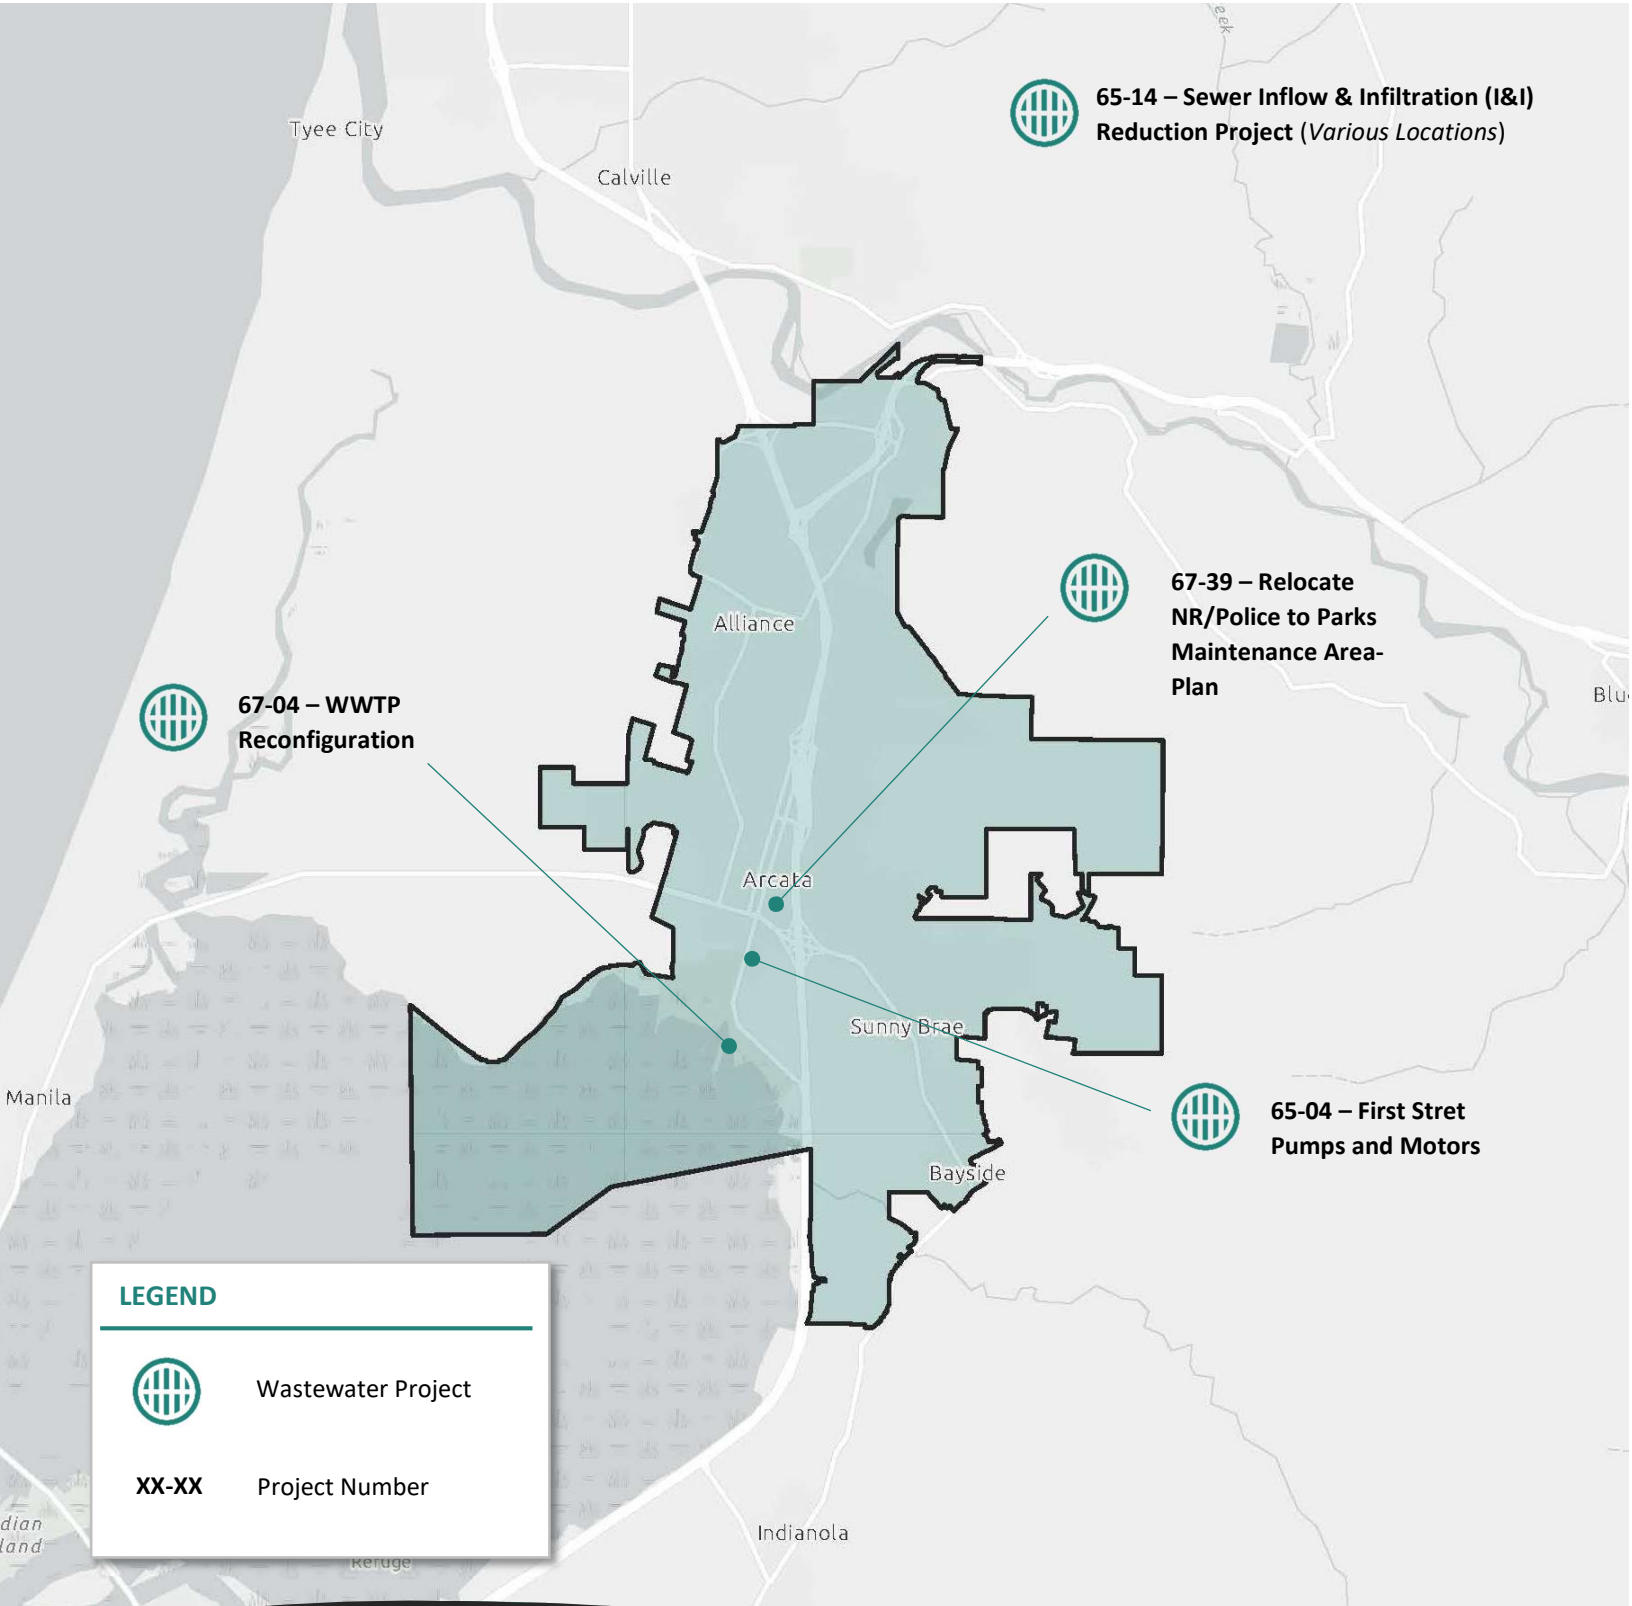 65-14 – Sewer Inflow & Infiltration (I&I)
Reduction Project (Various Locations)
Tyee City
Calville
67-39 – Relocate
NR/Police to Parks
Maintenance Area-
Plan
Alliance
67-04 – WWTP
Reconfiguration
Arcata
Sunny Brae
Manila
65-04 – First Stret
Pumps and Motors
Bayside
LEGEND
Wastewater Project
XX-XX Project Number
Indianola
Refuge